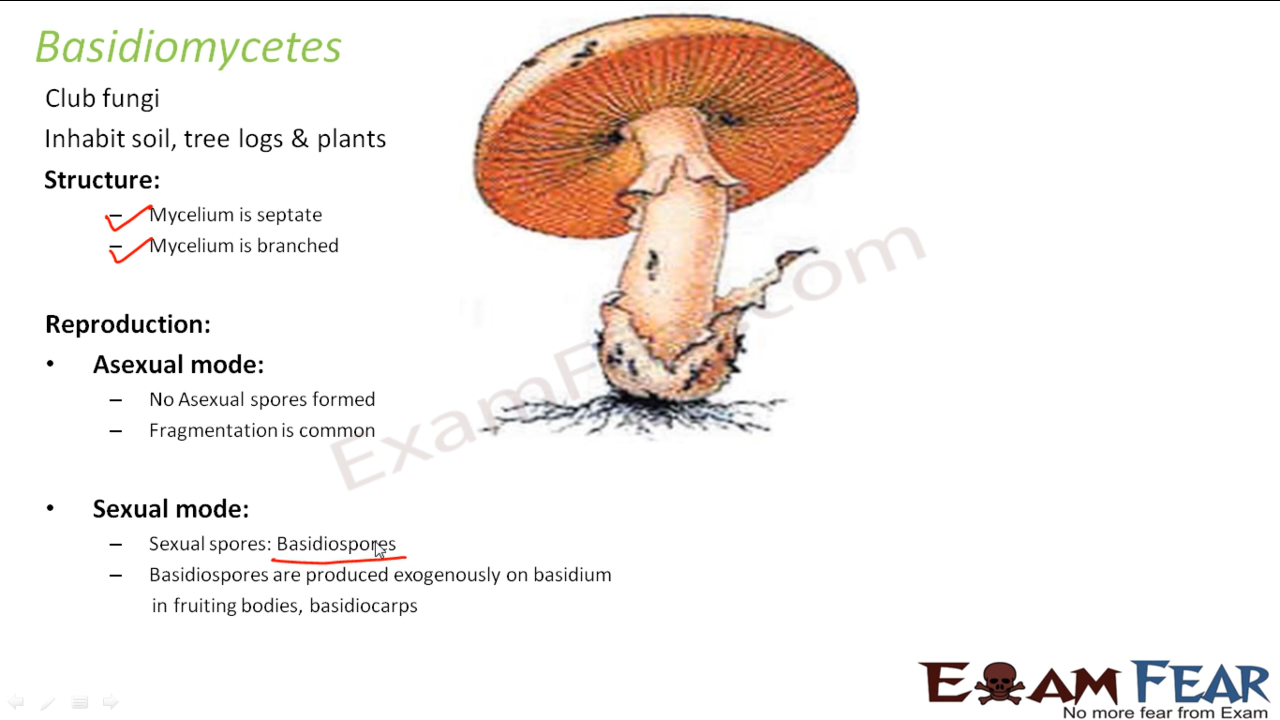 Basidiomycetes
Club fungi
Inhabit soil, tree logs & plants
Structure:
– Mycelium is septate
– Mycelium is branched
Reproduction:
• Asexual mode:
– No Asexual spores formed
– Fragmentation is common
• Sexual mode:
– Sexual spores: Basidiospores
– Basidiospores are produced exogenously on basidium
in fruiting bodies, basidiocarps
EXAM FEAR
No more fear from Exam